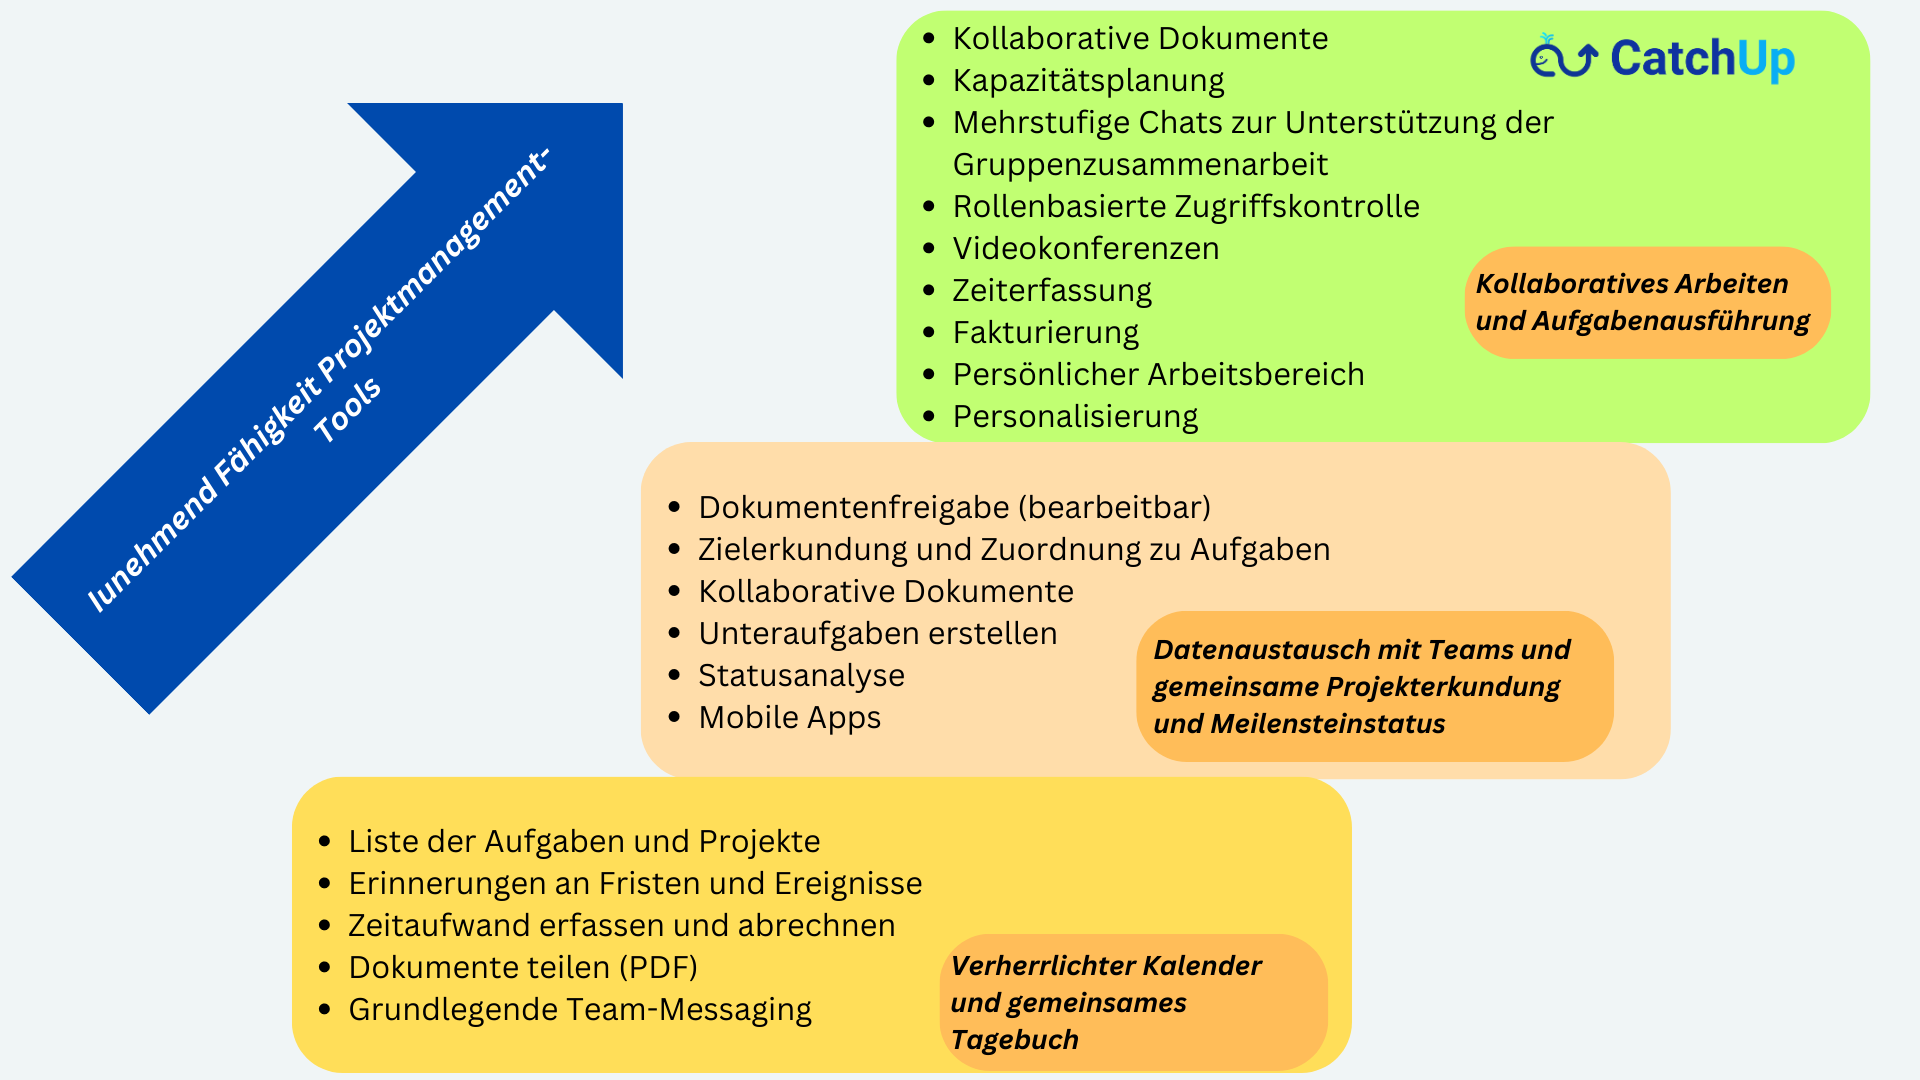 lunehmend Fähigkeit Projektmanagement-
Tools
• Kollaborative Dokumente
• Kapazitätsplanung
• Mehrstufige Chats zur Unterstützung der
Gruppenzusammenarbeit
• Rollenbasierte Zugriffskontrolle
• Videokonferenzen
• Zeiterfassung
• Fakturierung
• Persönlicher Arbeitsbereich
• Personalisierung
CatchUp
Kollaboratives Arbeiten
und Aufgabenausführung
• Dokumentenfreigabe (bearbeitbar)
• Zielerkundung und Zuordnung zu Aufgaben
• Kollaborative Dokumente
• Unteraufgaben erstellen
• Statusanalyse
• Mobile Apps
Datenaustausch mit Teams und
gemeinsame Projekterkundung
und Meilensteinstatus
• Liste der Aufgaben und Projekte
• Erinnerungen an Fristen und Ereignisse
• Zeitaufwand erfassen und abrechnen
• Dokumente teilen (PDF)
• Grundlegende Team-Messaging
Verherrlichter Kalender
und gemeinsames
Tagebuch